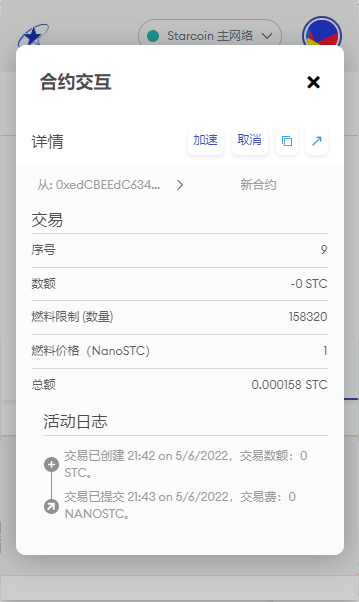 Starcoin 主网络
合约交互
详情
加速
取消
从: 0xedCBEEdC634...
新合约
交易
序号 9
数额 -0 STC
燃料限制 (数量) 158320
燃料价格（NanoSTC） 1
总额 0.000158 STC
活动日志
交易已创建 21:42 on 5/6/2022，交易数额：0
STC。
交易已提交 21:43 on 5/6/2022，交易费：0
NANOSTC。